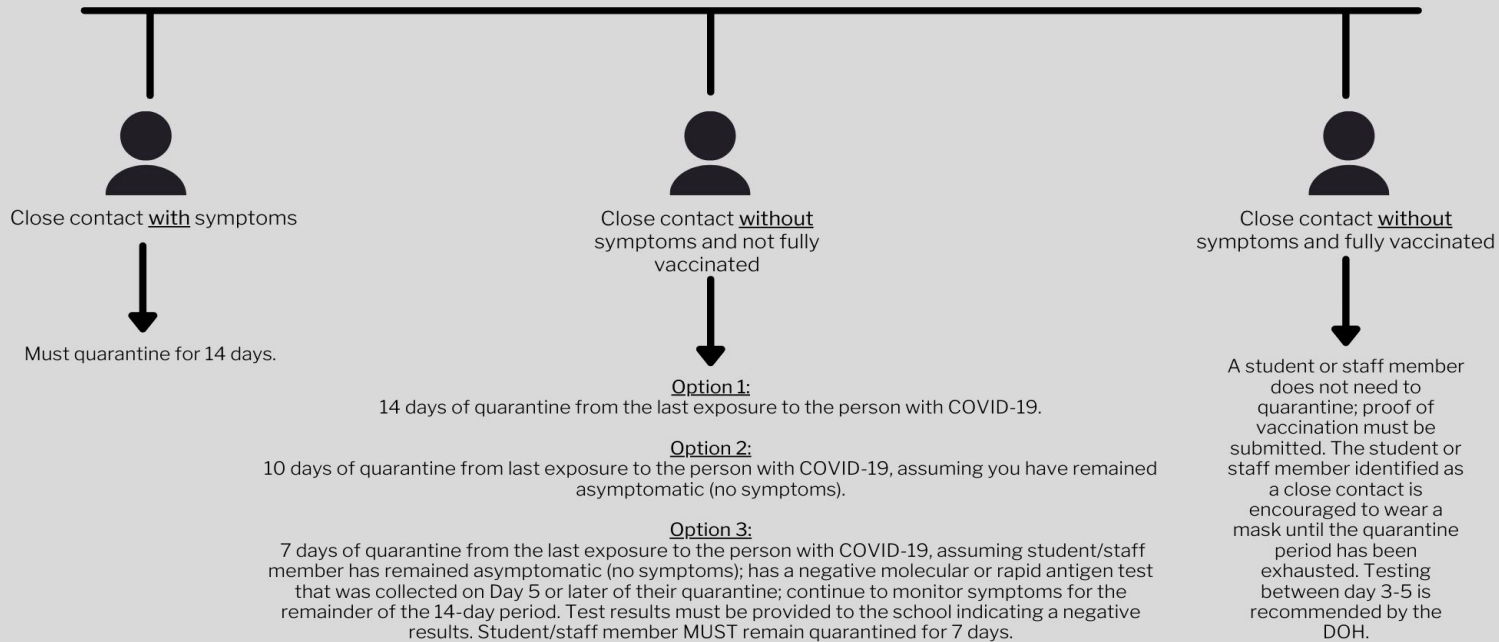 Close contact with symptoms
Must quarantine for 14 days.
Close contact without
symptoms and not fully
vaccinated
Option 1:
14 days of quarantine from the last exposure to the person with COVID-19.
Option 2:
10 days of quarantine from last exposure to the person with COVID-19, assuming you have remained
asymptomatic (no symptoms).
Option 3:
7 days of quarantine from the last exposure to the person with COVID-19, assuming student/staff
member has remained asymptomatic (no symptoms); has a negative molecular or rapid antigen test
that was collected on Day 5 or later of their quarantine; continue to monitor symptoms for the
remainder of the 14-day period. Test results must be provided to the school indicating a negative
results. Student/staff member MUST remain quarantined for 7 days.
Close contact without
symptoms and fully vaccinated
A student or staff member
does not need to
quarantine; proof of
vaccination must be
submitted. The student or
staff member identified as
a close contact is
encouraged to wear a
mask until the quarantine
period has been
exhausted. Testing
between day 3-5 is
recommended by the
DOH.